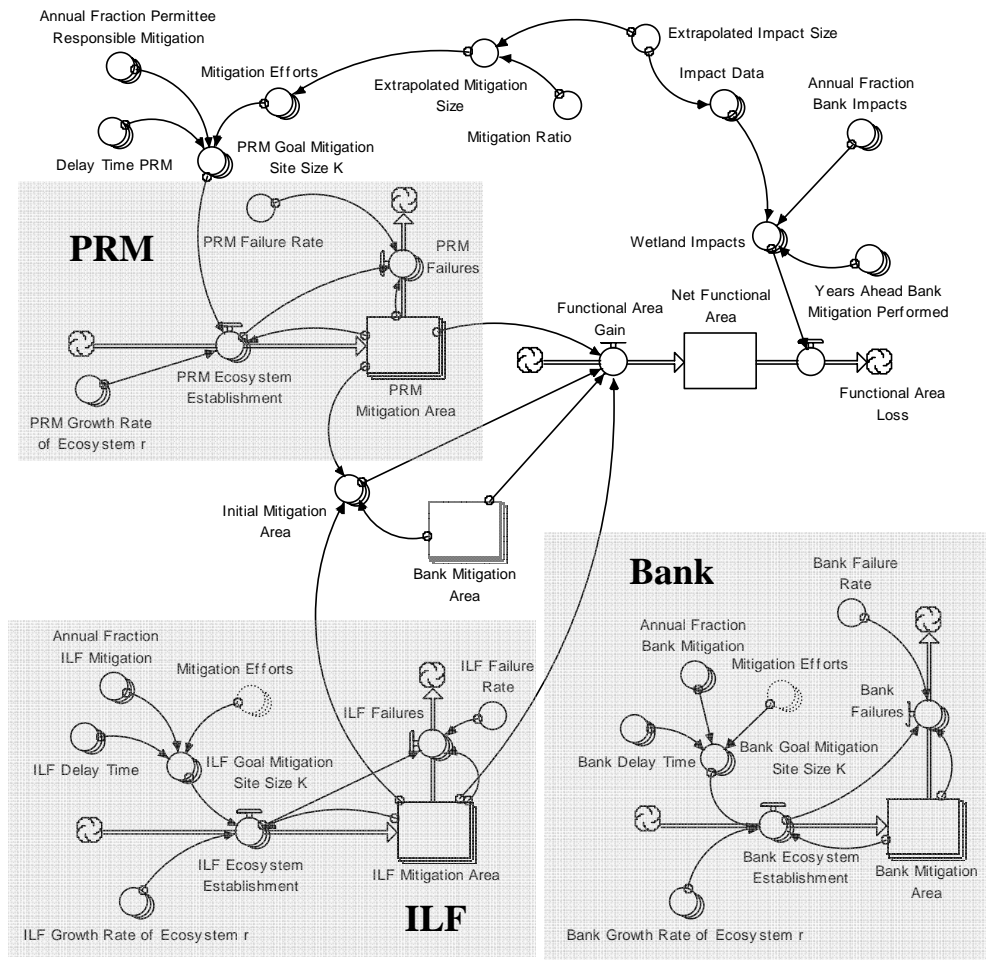 Annual Fraction Permittee
Responsible Mitigation
Extrapolated Impact Size
Mitigation Efforts
Impact Data
Extrapolated Mitigation
Size
Annual Fraction
Bank Impacts
Mitigation Ratio
Delay Time PRM
PRM Goal Mitigation
Site Size K
PRM
PRM Failure Rate
PRM
Failures
Wetland Impacts
Years Ahead Bank
Mitigation Performed
Functional Area
Gain
Net Functional
Area
PRM Ecosystem
Establishment
PRM
Mitigation Area
Functional Area
Loss
PRM Growth Rate
of Ecosystem r
Initial Mitigation
Area
Bank Mitigation
Area
Bank
Bank Failure
Rate
Annual Fraction
ILF Mitigation
Mitigation Efforts
ILF Failure
Rate
ILF Failures
Annual Fraction
Bank Mitigation
Mitigation Efforts
Bank
Failures
ILF Delay Time
ILF Goal Mitigation
Site Size K
Bank Delay Time
Bank Goal Mitigation
Site Size K
ILF Ecosystem
Establishment
ILF Mitigation Area
Bank Ecosystem
Establishment
Bank Mitigation
Area
ILF
ILF Growth Rate of Ecosystem r
Bank Growth Rate of Ecosystem r